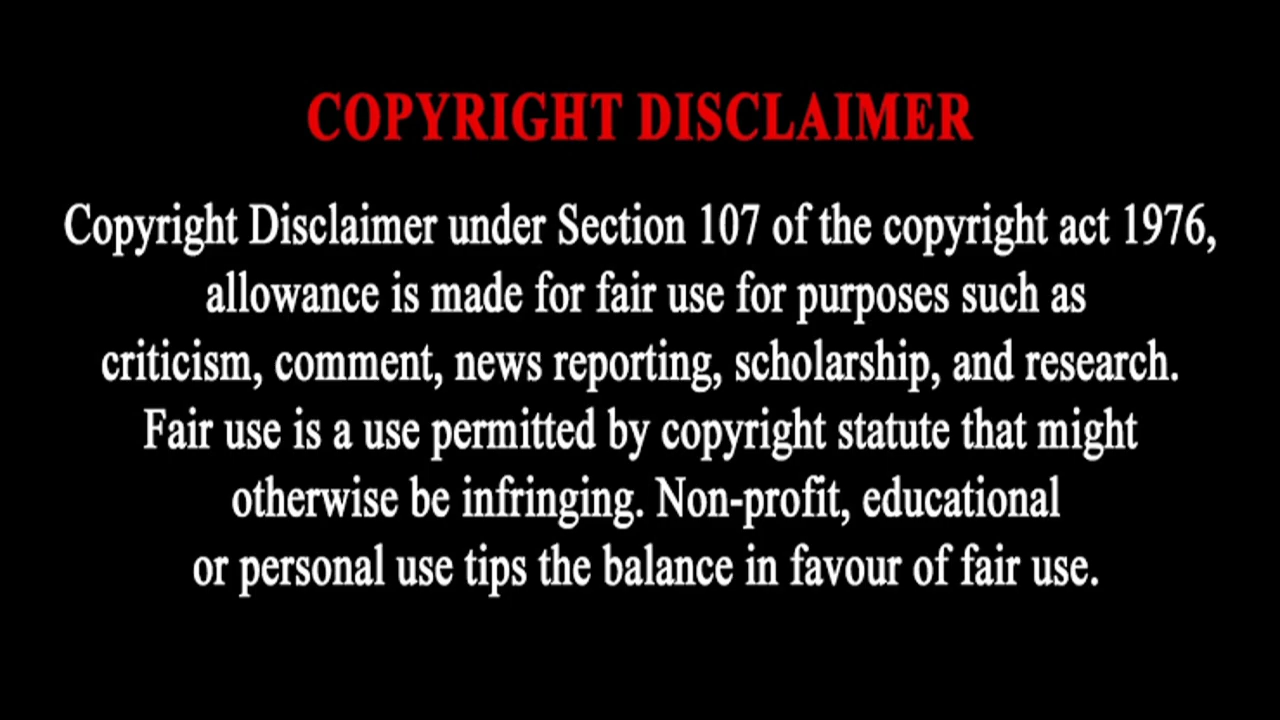 COPYRIGHT DISCLAIMER
Copyright Disclaimer under Section 107 of the copyright act 1976,
allowance is made for fair use for purposes such as
criticism, comment, news reporting, scholarship, and research.
Fair use is a use permitted by copyright statute that might
otherwise be infringing. Non-profit, educational
or personal use tips the balance in favour of fair use.